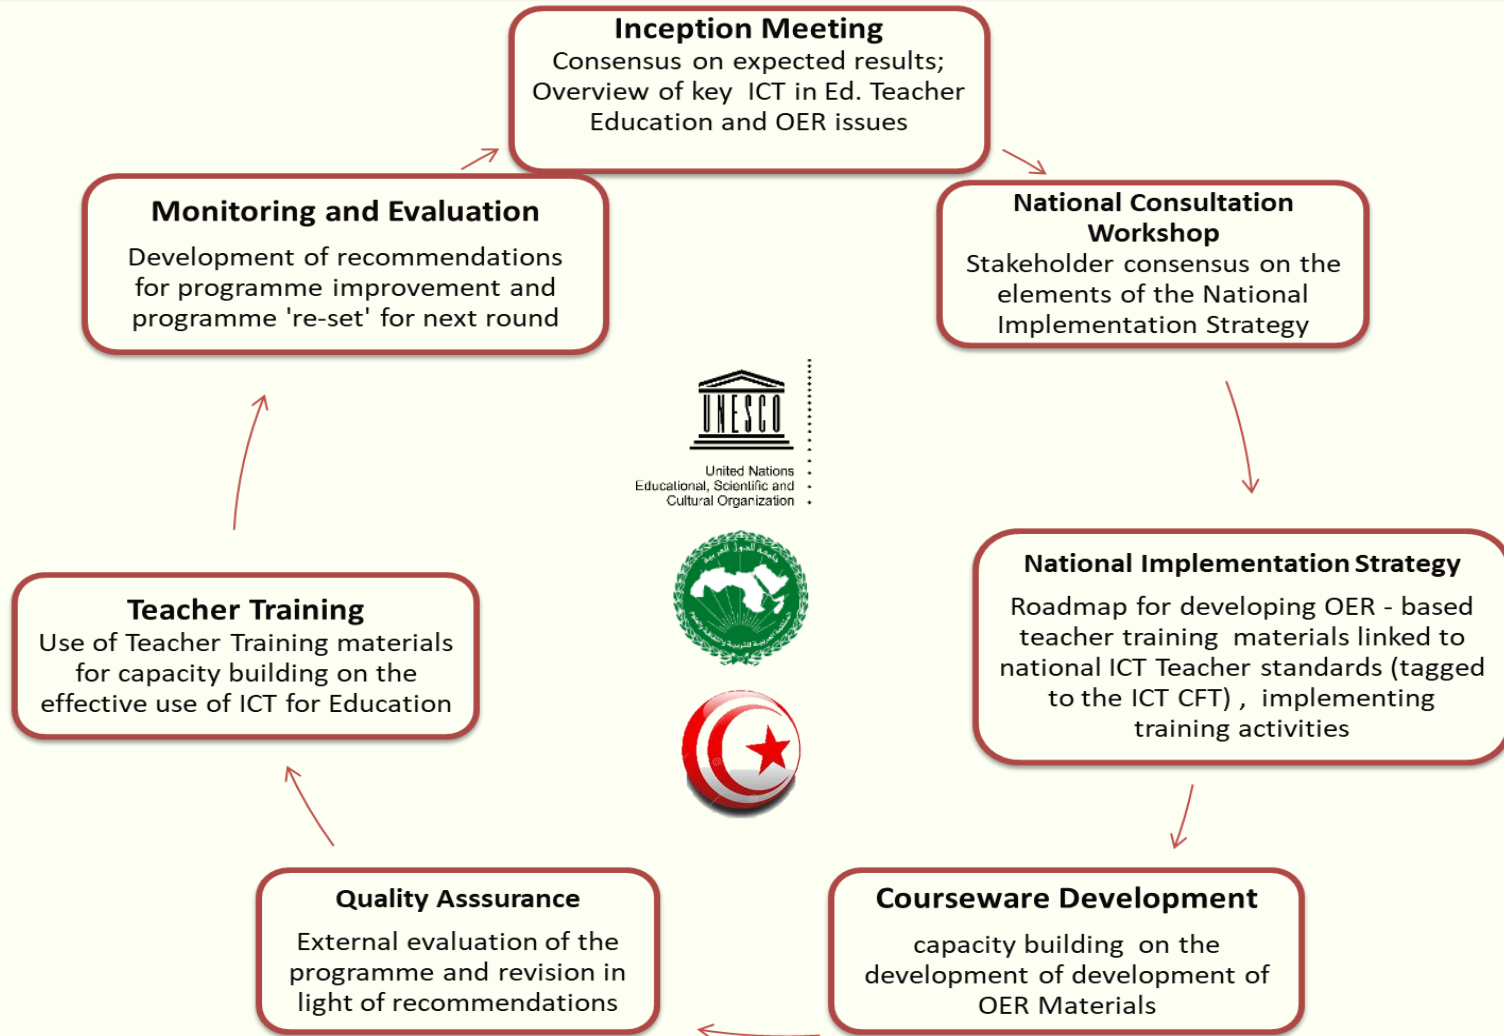 Inception Meeting
Consensus on expected results;
Overview of key ICT in Ed. Teacher
Education and OER issues
National Consultation
Workshop
Stakeholder consensus on the
elements of the National
Implementation Strategy
National Implementation Strategy
Roadmap for developing OER - based
teacher training materials linked to
national ICT Teacher standards (tagged
to the ICT CFT) , implementing
training activities
Courseware Development
capacity building on the
development of development of
OER Materials
Quality Asssurance
External evaluation of the
programme and revision in
light of recommendations
Teacher Training
Use of Teacher Training materials
for capacity building on the
effective use of ICT for Education
Monitoring and Evaluation
Development of recommendations
for programme improvement and
programme 're-set' for next round
UNESCO
United Nations
Educational, Scientific and
Cultural Organization
جامعة الدول العربية